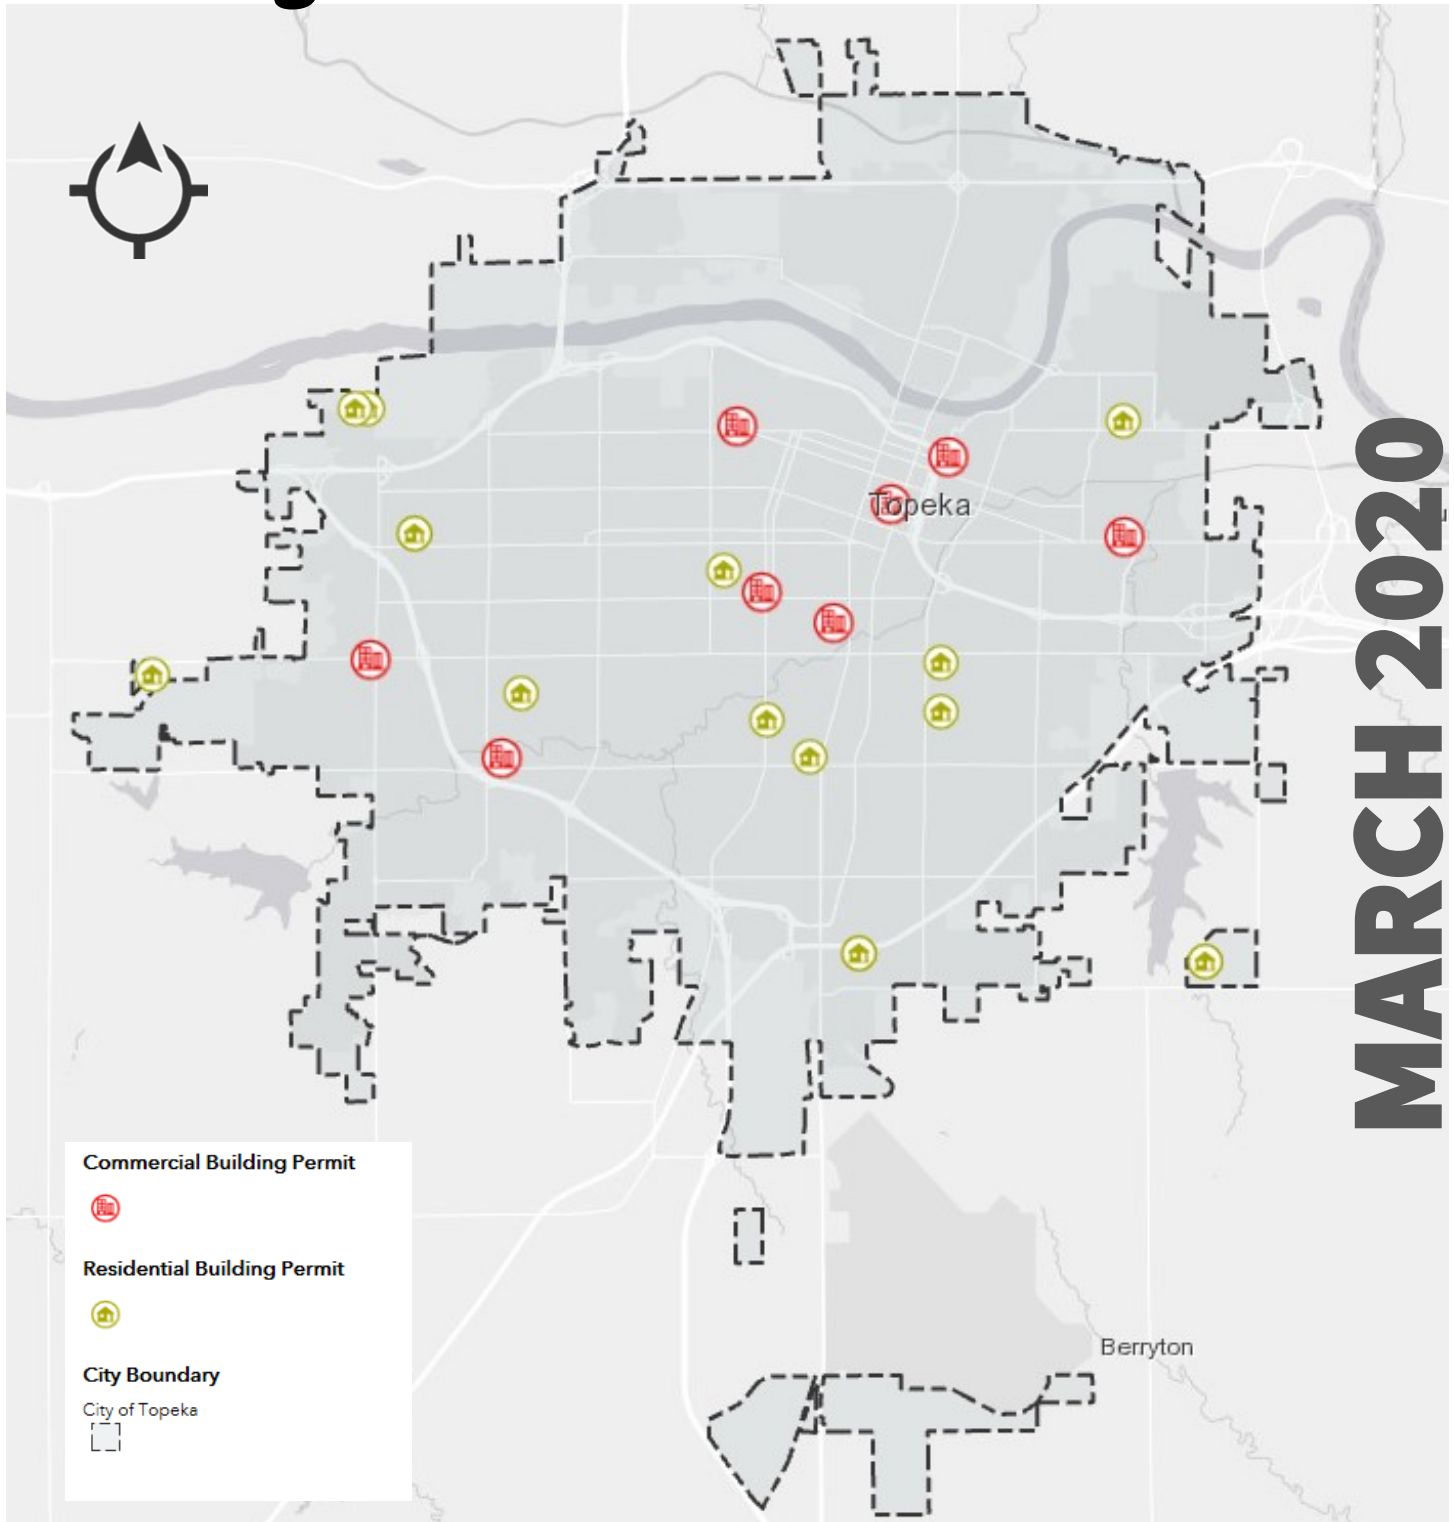 Topeka
MARCH 2020
Commercial Building Permit
Residential Building Permit
City Boundary
City of Topeka
Berryton